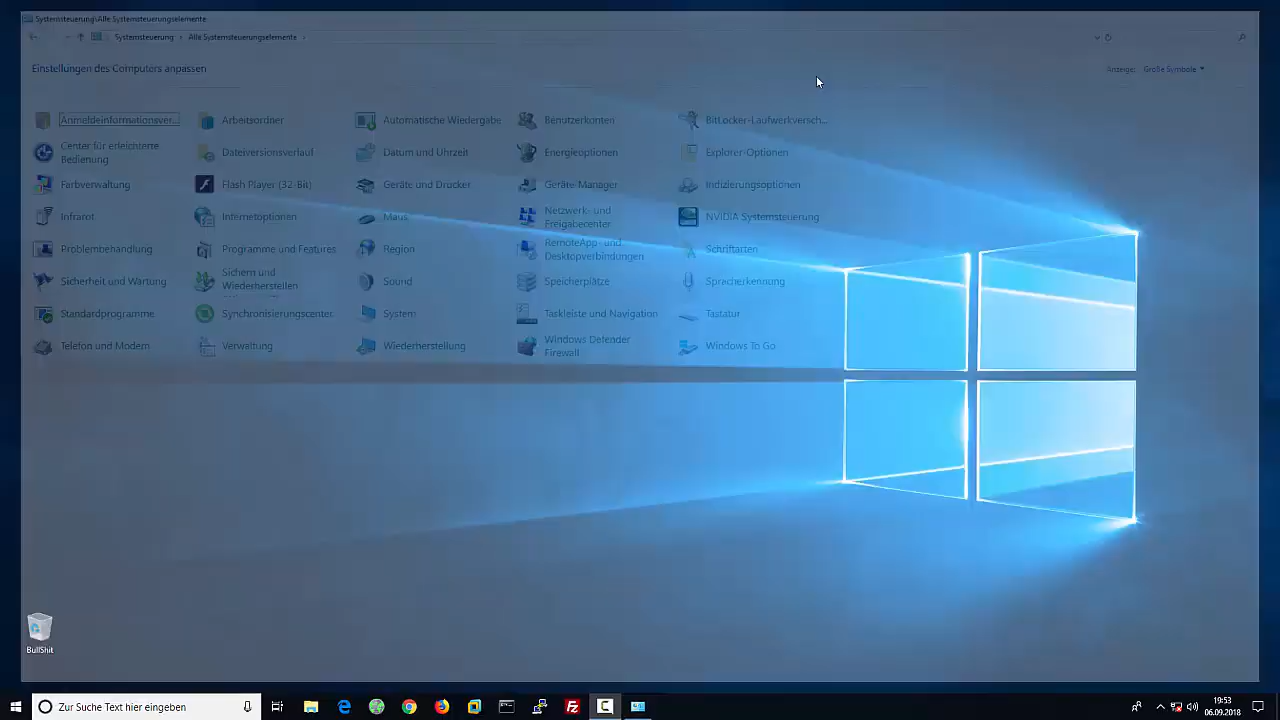 Systemsteuerung\Alle Systemsteuerungselemente
Systemsteuerung › Alle Systemsteuerungselemente ›
Einstellungen des Computers anpassen
Anzeige: Große Symbole
Anmeldeinformationsver... Arbeitsordner Automatische Wiedergabe Benutzerkonten BitLocker-Laufwerkversch...
Center für erleichterte
Bedienung
Dateiversionsverlauf Datum und Uhrzeit Energieoptionen Explorer-Optionen
Farbverwaltung Flash Player (32-Bit) Geräte und Drucker Geräte-Manager Indizierungsoptionen
Infrarot Internetoptionen Maus
Netzwerk- und
Freigabecenter
NVIDIA Systemsteuerung
Problembehandlung Programme und Features Region
RemoteApp- und
Desktopverbindungen
Schriftarten
Sicherheit und Wartung
Sichern und
Wiederherstellen
Sound Speicherplätze Spracherkennung
Standardprogramme Synchronisierungscenter System Taskleiste und Navigation Tastatur
Telefon und Modem Verwaltung Wiederherstellung
Windows Defender
Firewall
Windows To Go
BullShit
Zur Suche Text hier eingeben
19:53
06.09.2018